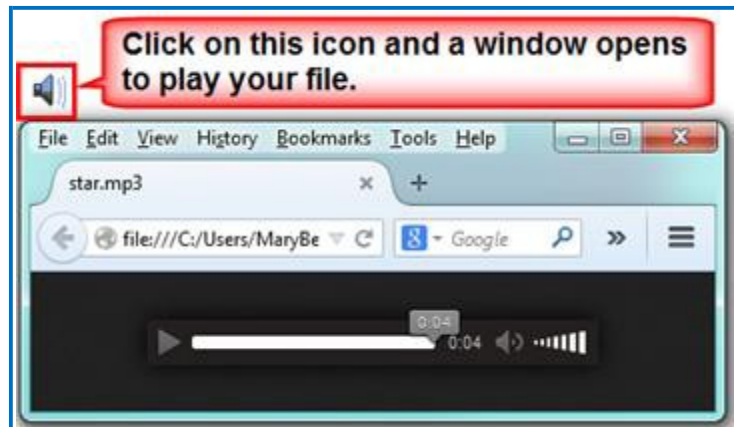 Click on this icon and a window opens
to play your file.
File Edit View History Bookmarks Tools Help
star.mp3
file:///C:/Users/MaryBe
8 Google
0:04
0:04